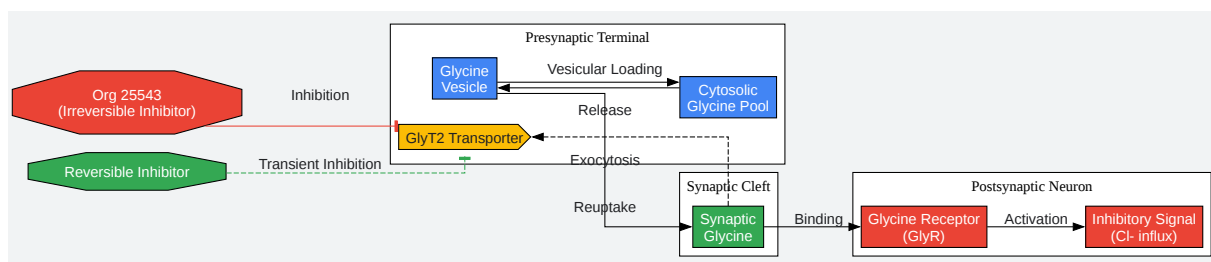 Presynaptic Terminal
Glycine
Vesicle
Vesicular Loading
Cytosolic
Glycine Pool
Release
Org 25543
(Irreversible Inhibitor)
Inhibition
GlyT2 Transporter
Reversible Inhibitor
Transient Inhibition
Exocytosis
Reuptake
Synaptic Cleft
Synaptic
Glycine
Binding
Postsynaptic Neuron
Glycine Receptor
(GlyR)
Activation
Inhibitory Signal
(Cl- influx)